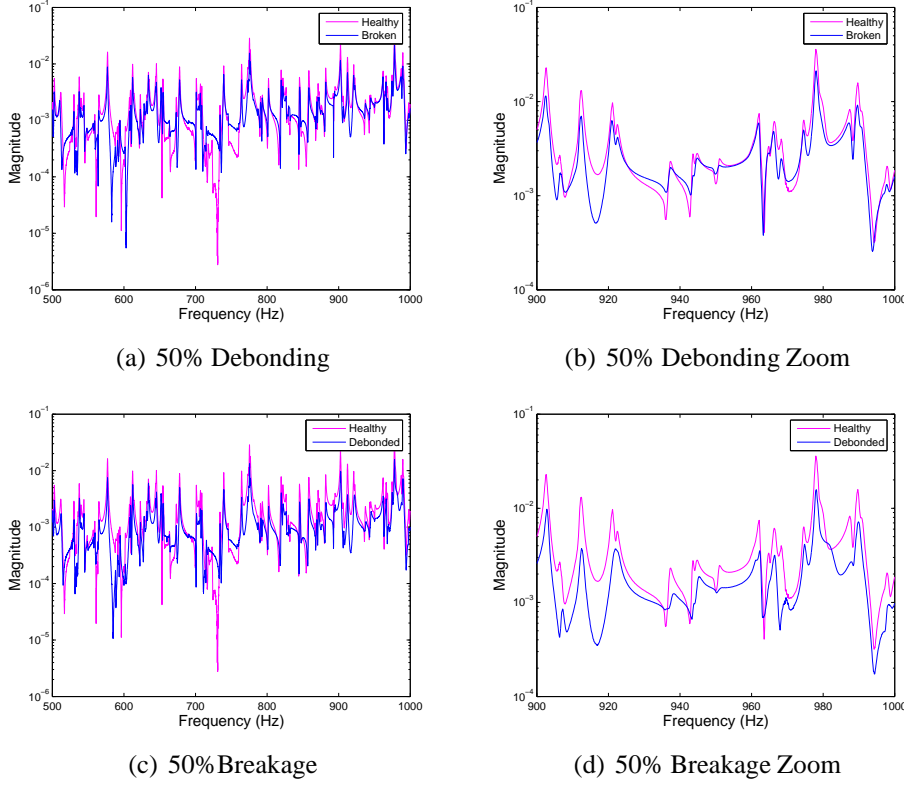 10⁻¹
10⁻²
10⁻³
10⁻⁴
10⁻⁵
10⁻⁶
Magnitude
500 600 700 800 900 1000
Frequency (Hz)
Healthy
Broken
(a) 50% Debonding
10⁻¹
10⁻²
10⁻³
10⁻⁴
Magnitude
900 920 940 960 980 1000
Frequency (Hz)
Healthy
Broken
(b) 50% Debonding Zoom
10⁻¹
10⁻²
10⁻³
10⁻⁴
10⁻⁵
10⁻⁶
Magnitude
500 600 700 800 900 1000
Frequency (Hz)
Healthy
Debonded
(c) 50%Breakage
10⁻¹
10⁻²
10⁻³
10⁻⁴
Magnitude
900 920 940 960 980 1000
Frequency (Hz)
Healthy
Debonded
(d) 50% Breakage Zoom